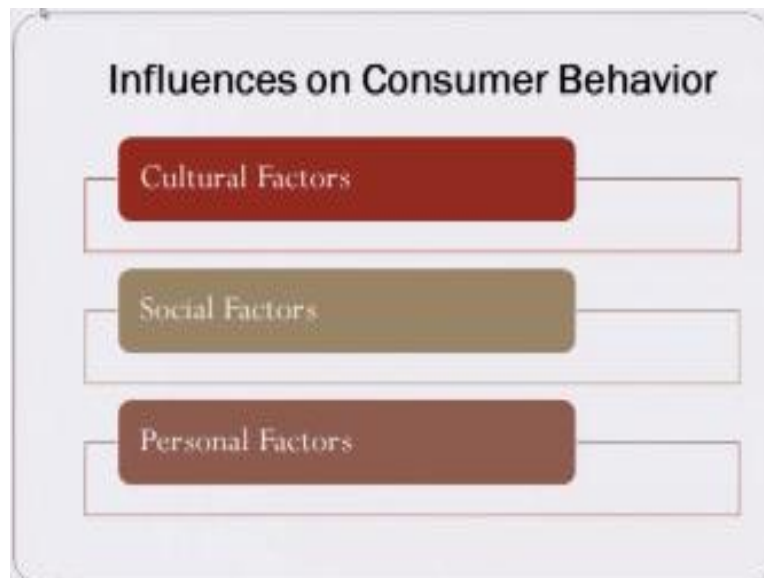 Influences on Consumer Behavior
Cultural Factors
Social Factors
Personal Factors